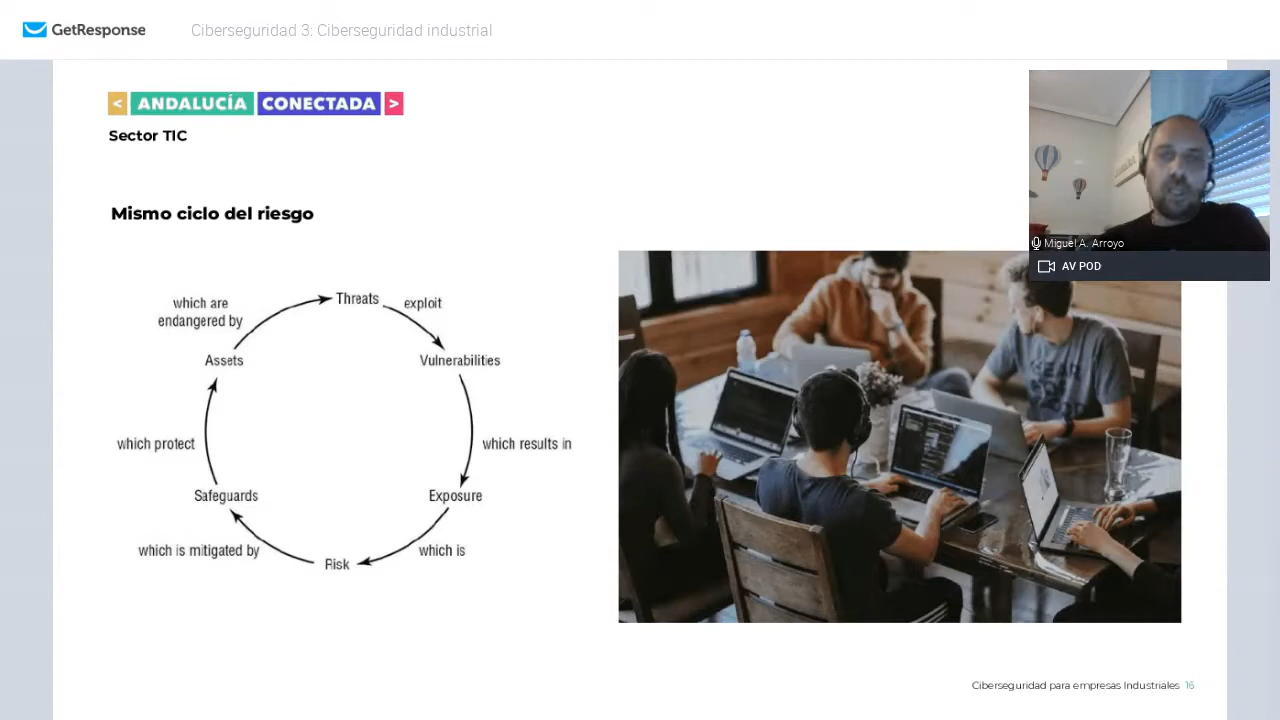 GetResponse
Ciberseguridad 3: Ciberseguridad industrial
< ANDALUCÍA CONECTADA >
Sector TIC
Miguel A. Arroyo
AV POD
Mismo ciclo del riesgo
Threats
exploit
Vulnerabilities
which results in
Exposure
which is
Risk
which is mitigated by
Safeguards
which protect
Assets
which are
endangered by
Ciberseguridad para empresas Industriales 16